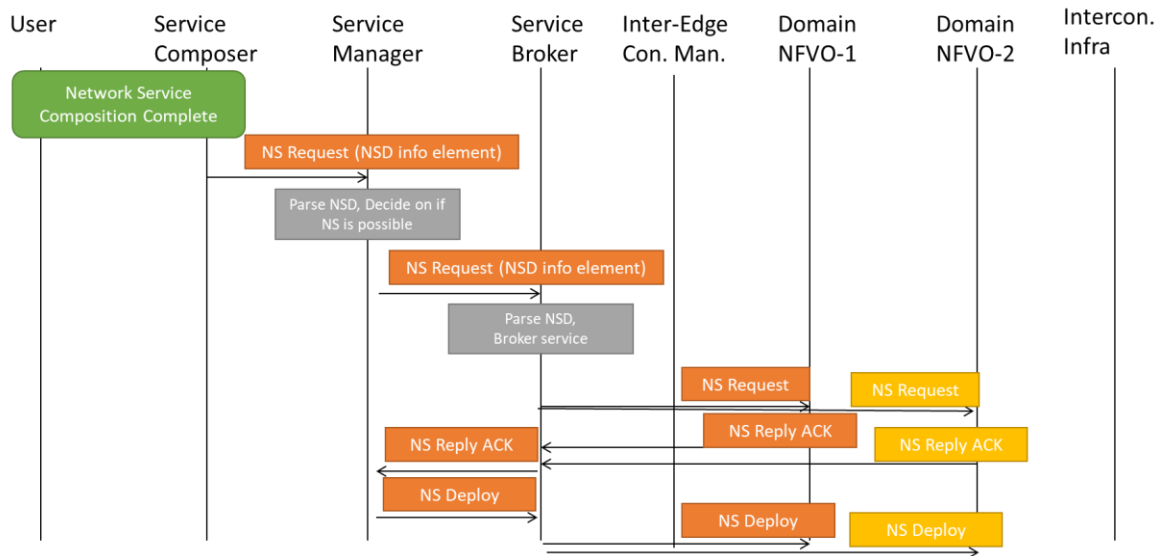 User
Service
Composer
Service
Manager
Service
Broker
Inter-Edge
Con. Man.
Domain
NFVO-1
Domain
NFVO-2
Intercon.
Infra
Network Service
Composition Complete
NS Request (NSD info element)
Parse NSD, Decide on if
NS is possible
NS Request (NSD info element)
Parse NSD,
Broker service
NS Request
NS Request
NS Reply ACK
NS Reply ACK
NS Reply ACK
NS Deploy
NS Deploy
NS Deploy